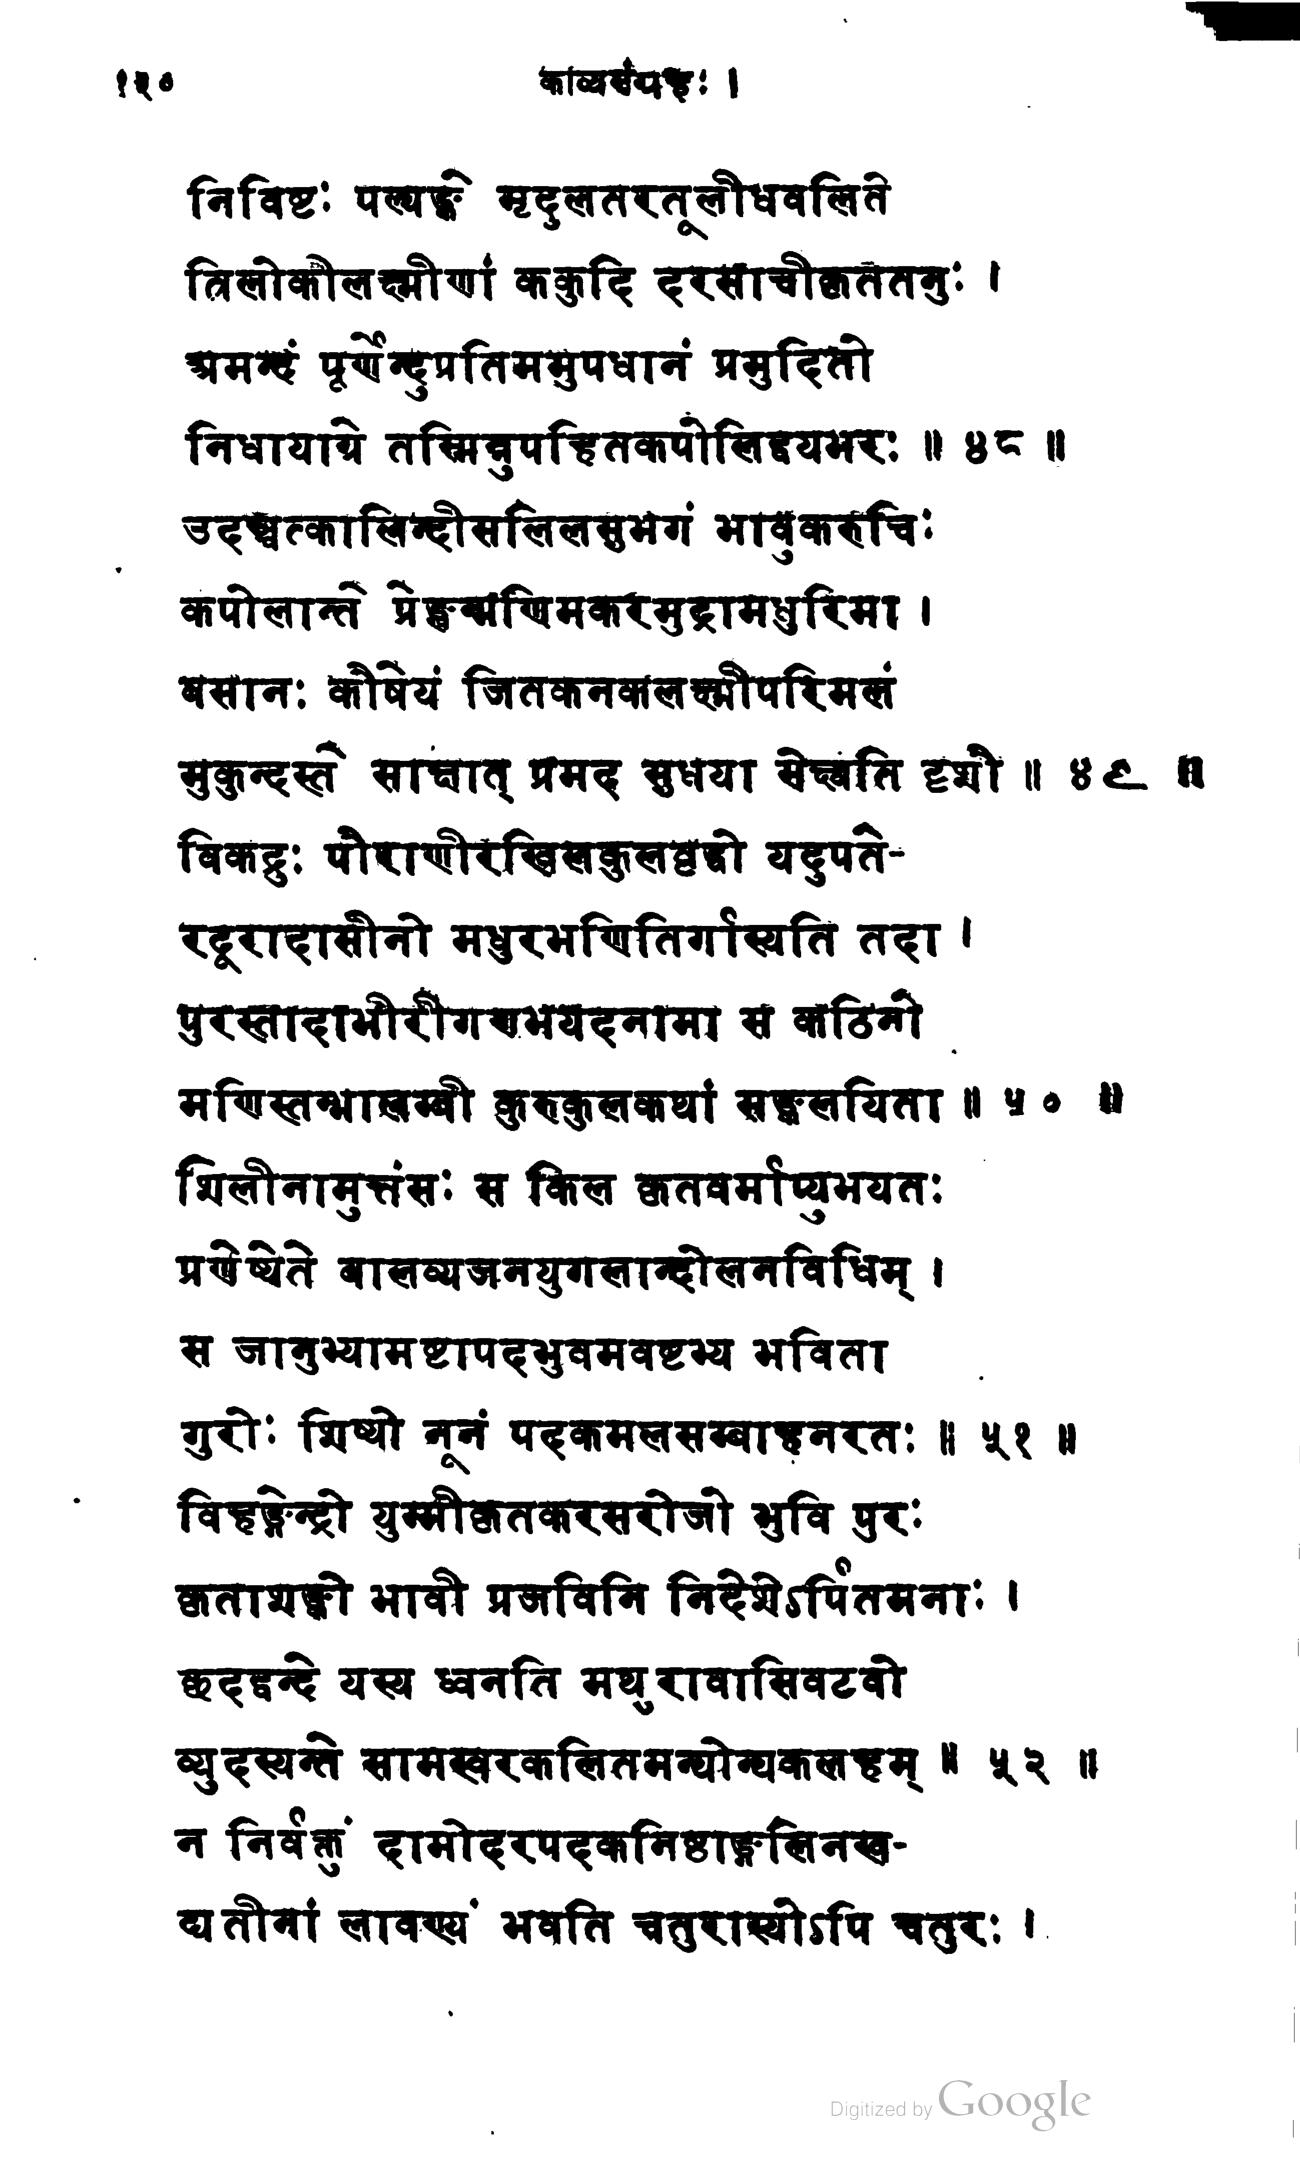 १५०
काव्यसंग्रहः ।
निविष्टः पल्यङ्के मृदुलतरतूलीधवलिते
त्रिलोकीलक्ष्मीणां ककुदि दरसाचीकृततनुः ।
अमन्दं पूर्णेन्दुप्रतिममुपधानं प्रमुदितो
निधायाग्रे तस्मिन्नुपहितकपोलिद्वयभरः ॥ ४८ ॥
उदञ्चत्कालिन्दीसलिलसुभगं भावुकरुचिः
कपोलान्ते प्रेङ्खन्मणिमकरमुद्रामधुरिमा ।
वसानः कौषेयं जितकनकलक्ष्मीपरिमलं
मुकुन्दस्ते साक्षात् प्रमद सुधया सेक्ष्यति दृशौ ॥ ४९ ॥
विकद्रुः पौराणीरखिलकुलवृद्धो यदुपते-
रदूरादासीनो मधुरभणितिर्गास्यति तदा ।
पुरस्तादाभीरीगणभयदनामा स कठिनो
मणिस्तम्भालम्बी कुरुकुलकथां सङ्कलयिता ॥ ५० ॥
शिलीनामुत्तंसः स किल कृतवर्माप्युभयतः
प्रणेष्येते बालव्यजनयुगलान्दोलनविधिम् ।
स जानुभ्यामष्टापदभुवमवष्टभ्य भविता
गुरोः शिष्यो नूनं पदकमलसम्वाहनरतः ॥ ५१ ॥
विहङ्गेन्द्रो युग्मीकृतकरसरोजो भुवि पुरः
कृताशङ्को भावी प्रजविनि निदेशेऽर्पितमनाः ।
छदद्वन्द्वे यस्य ध्वनति मथुरावासिवटवो
व्युदस्यन्ते सामस्वरकलितमन्योन्यकलहम् ॥ ५२ ॥
न निर्वक्तुं दामोदरपदकनिष्ठाङ्गुलिनख-
द्युतीनां लावण्यं भवति चतुरास्योऽपि चतुरः ।
Digitized by Google